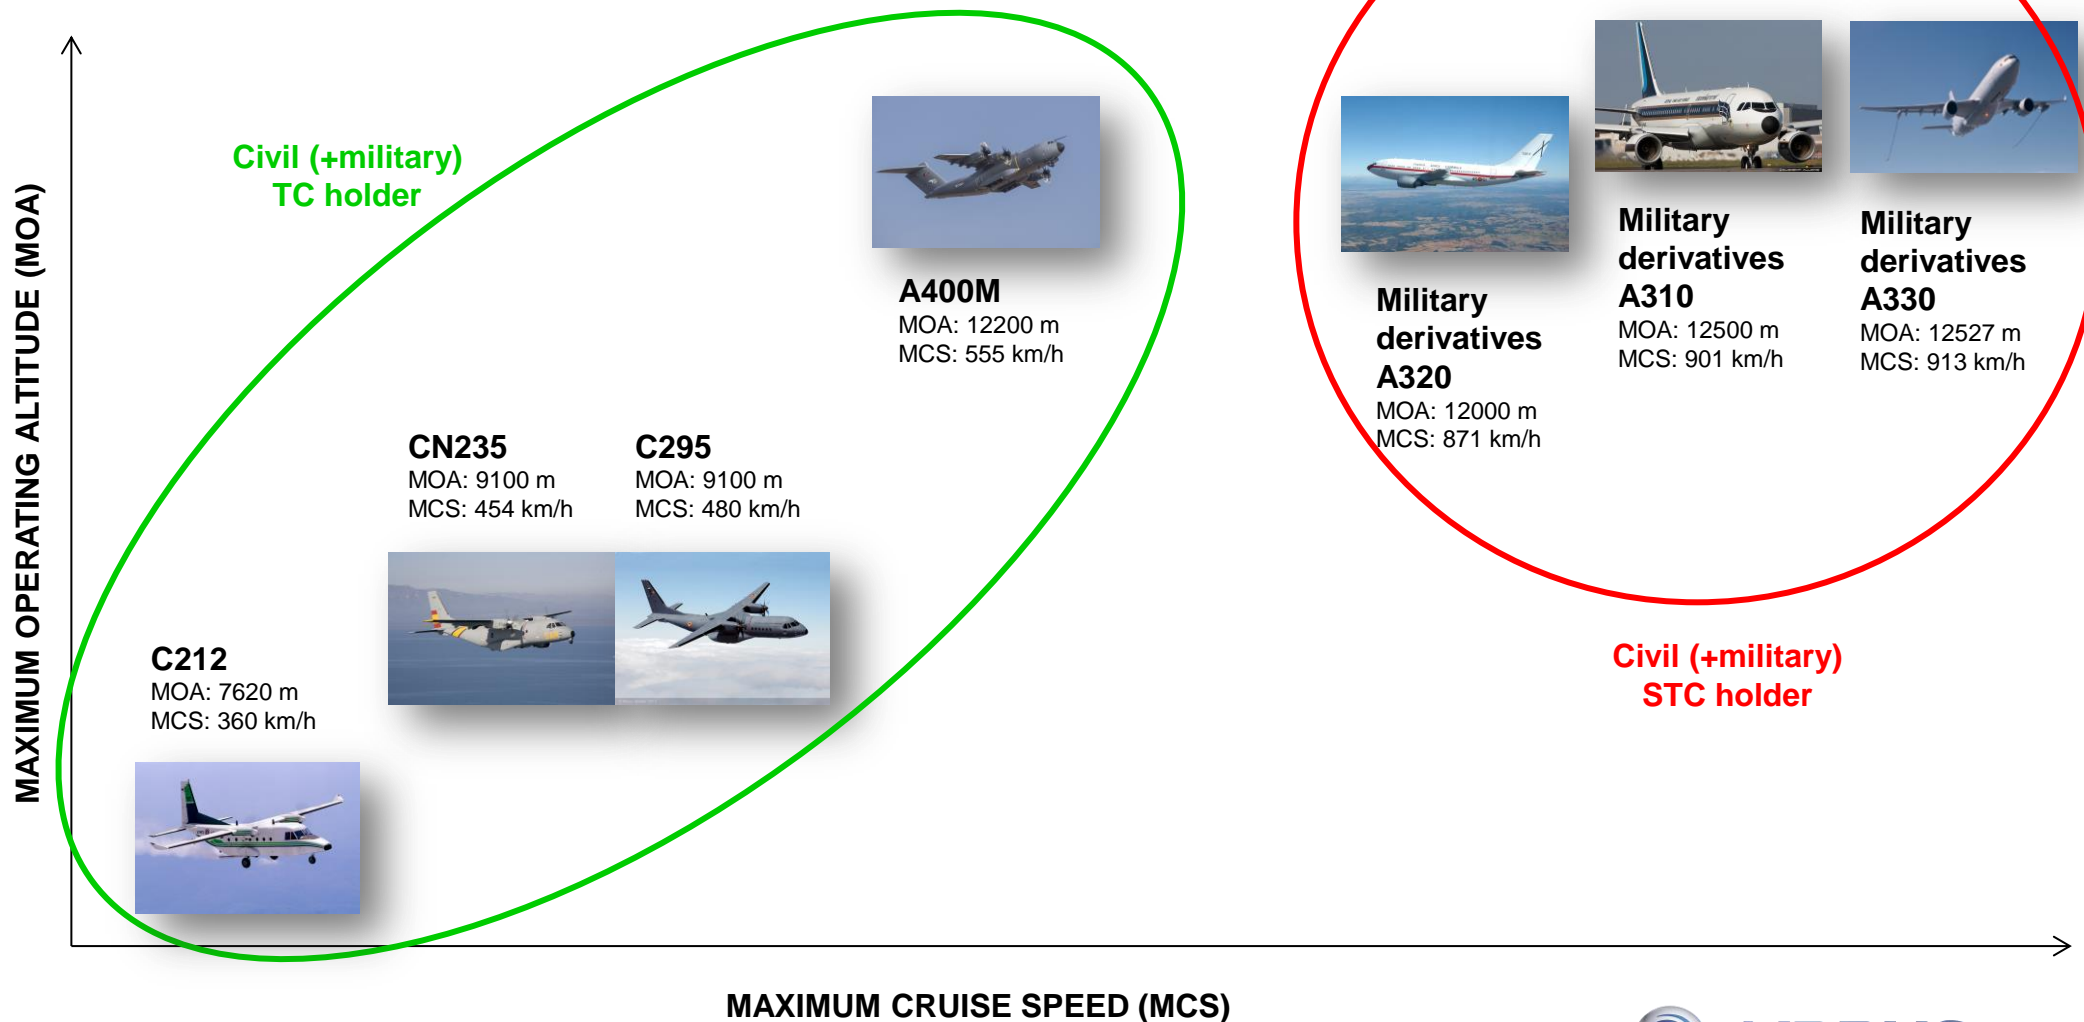 MAXIMUM OPERATING ALTITUDE (MOA)
Civil (+military)
TC holder
A400M
MOA: 12200 m
MCS: 555 km/h
CN235
MOA: 9100 m
MCS: 454 km/h
C295
MOA: 9100 m
MCS: 480 km/h
C212
MOA: 7620 m
MCS: 360 km/h
Military
derivatives
A320
MOA: 12000 m
MCS: 871 km/h
Military
derivatives
A310
MOA: 12500 m
MCS: 901 km/h
Military
derivatives
A330
MOA: 12527 m
MCS: 913 km/h
Civil (+military)
STC holder
MAXIMUM CRUISE SPEED (MCS)